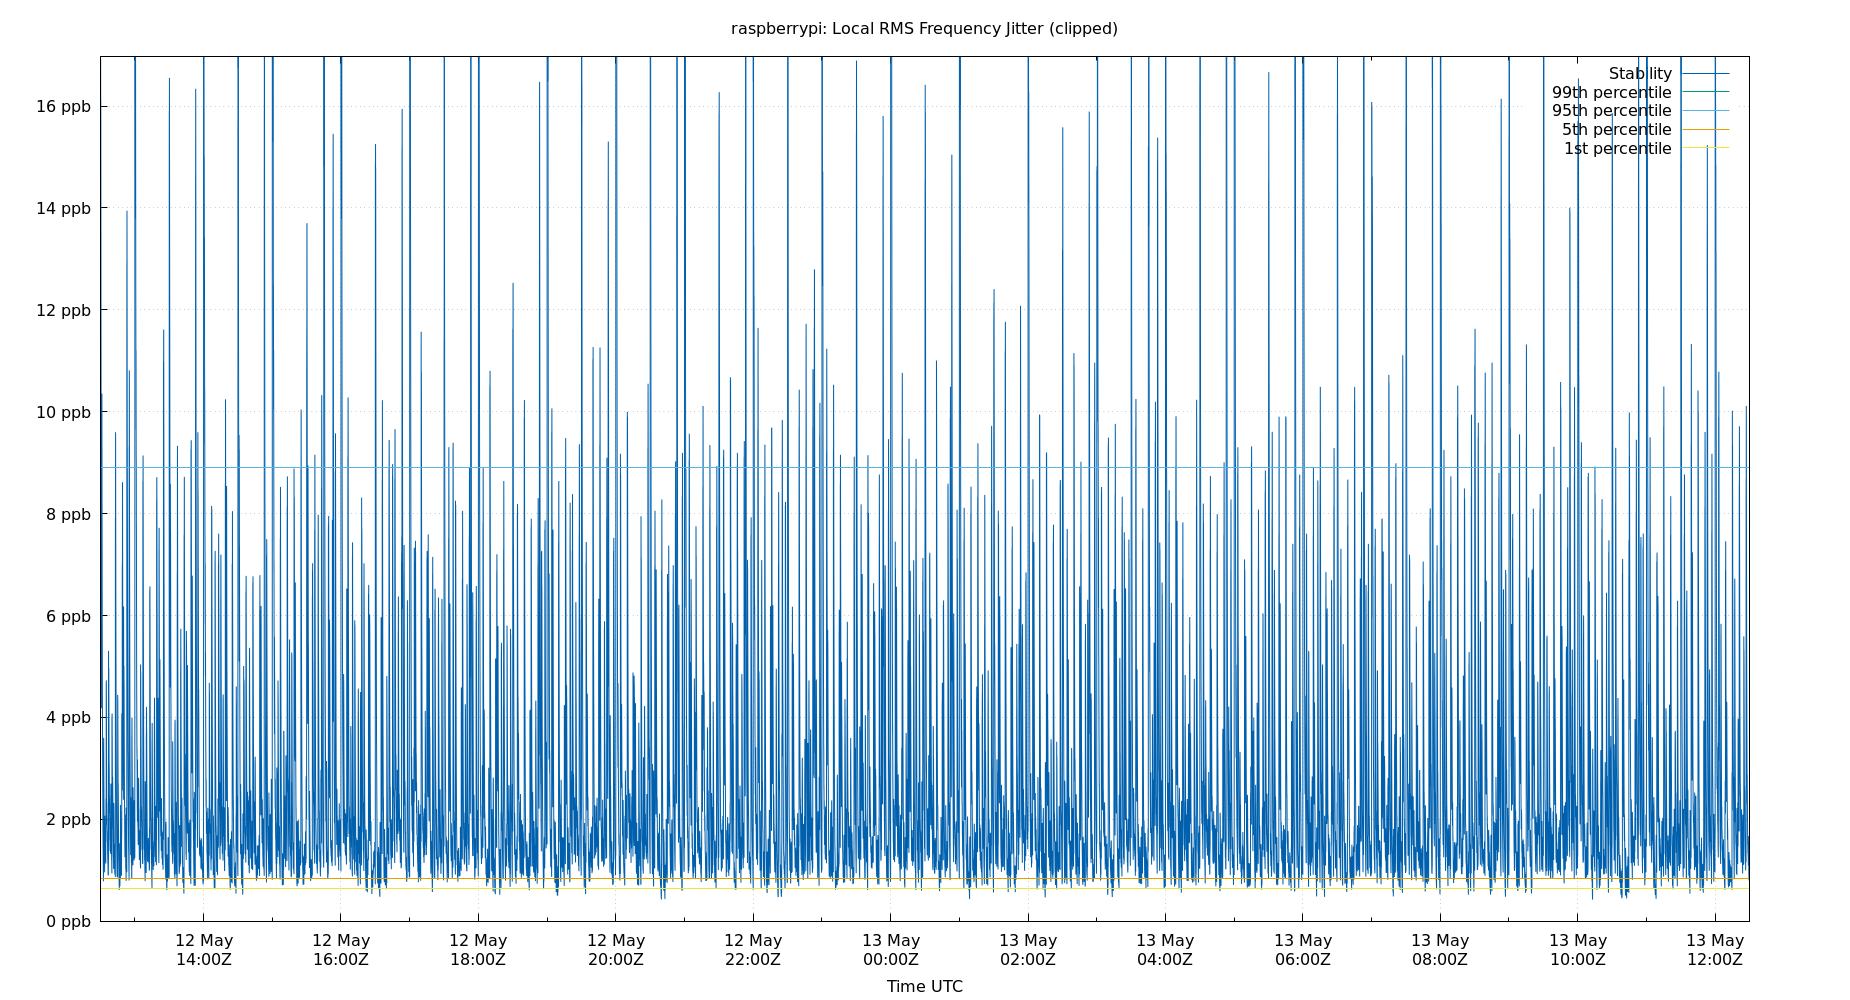 raspberrypi: Local RMS Frequency Jitter (clipped)
Stability
99th percentile
95th percentile
5th percentile
1st percentile
16 ppb
14 ppb
12 ppb
10 ppb
8 ppb
6 ppb
4 ppb
2 ppb
0 ppb
12 May 12 May 12 May 12 May 12 May 13 May 13 May 13 May 13 May 13 May 13 May 13 May
14:00Z 16:00Z 18:00Z 20:00Z 22:00Z 00:00Z 02:00Z 04:00Z 06:00Z 08:00Z 10:00Z 12:00Z
Time UTC